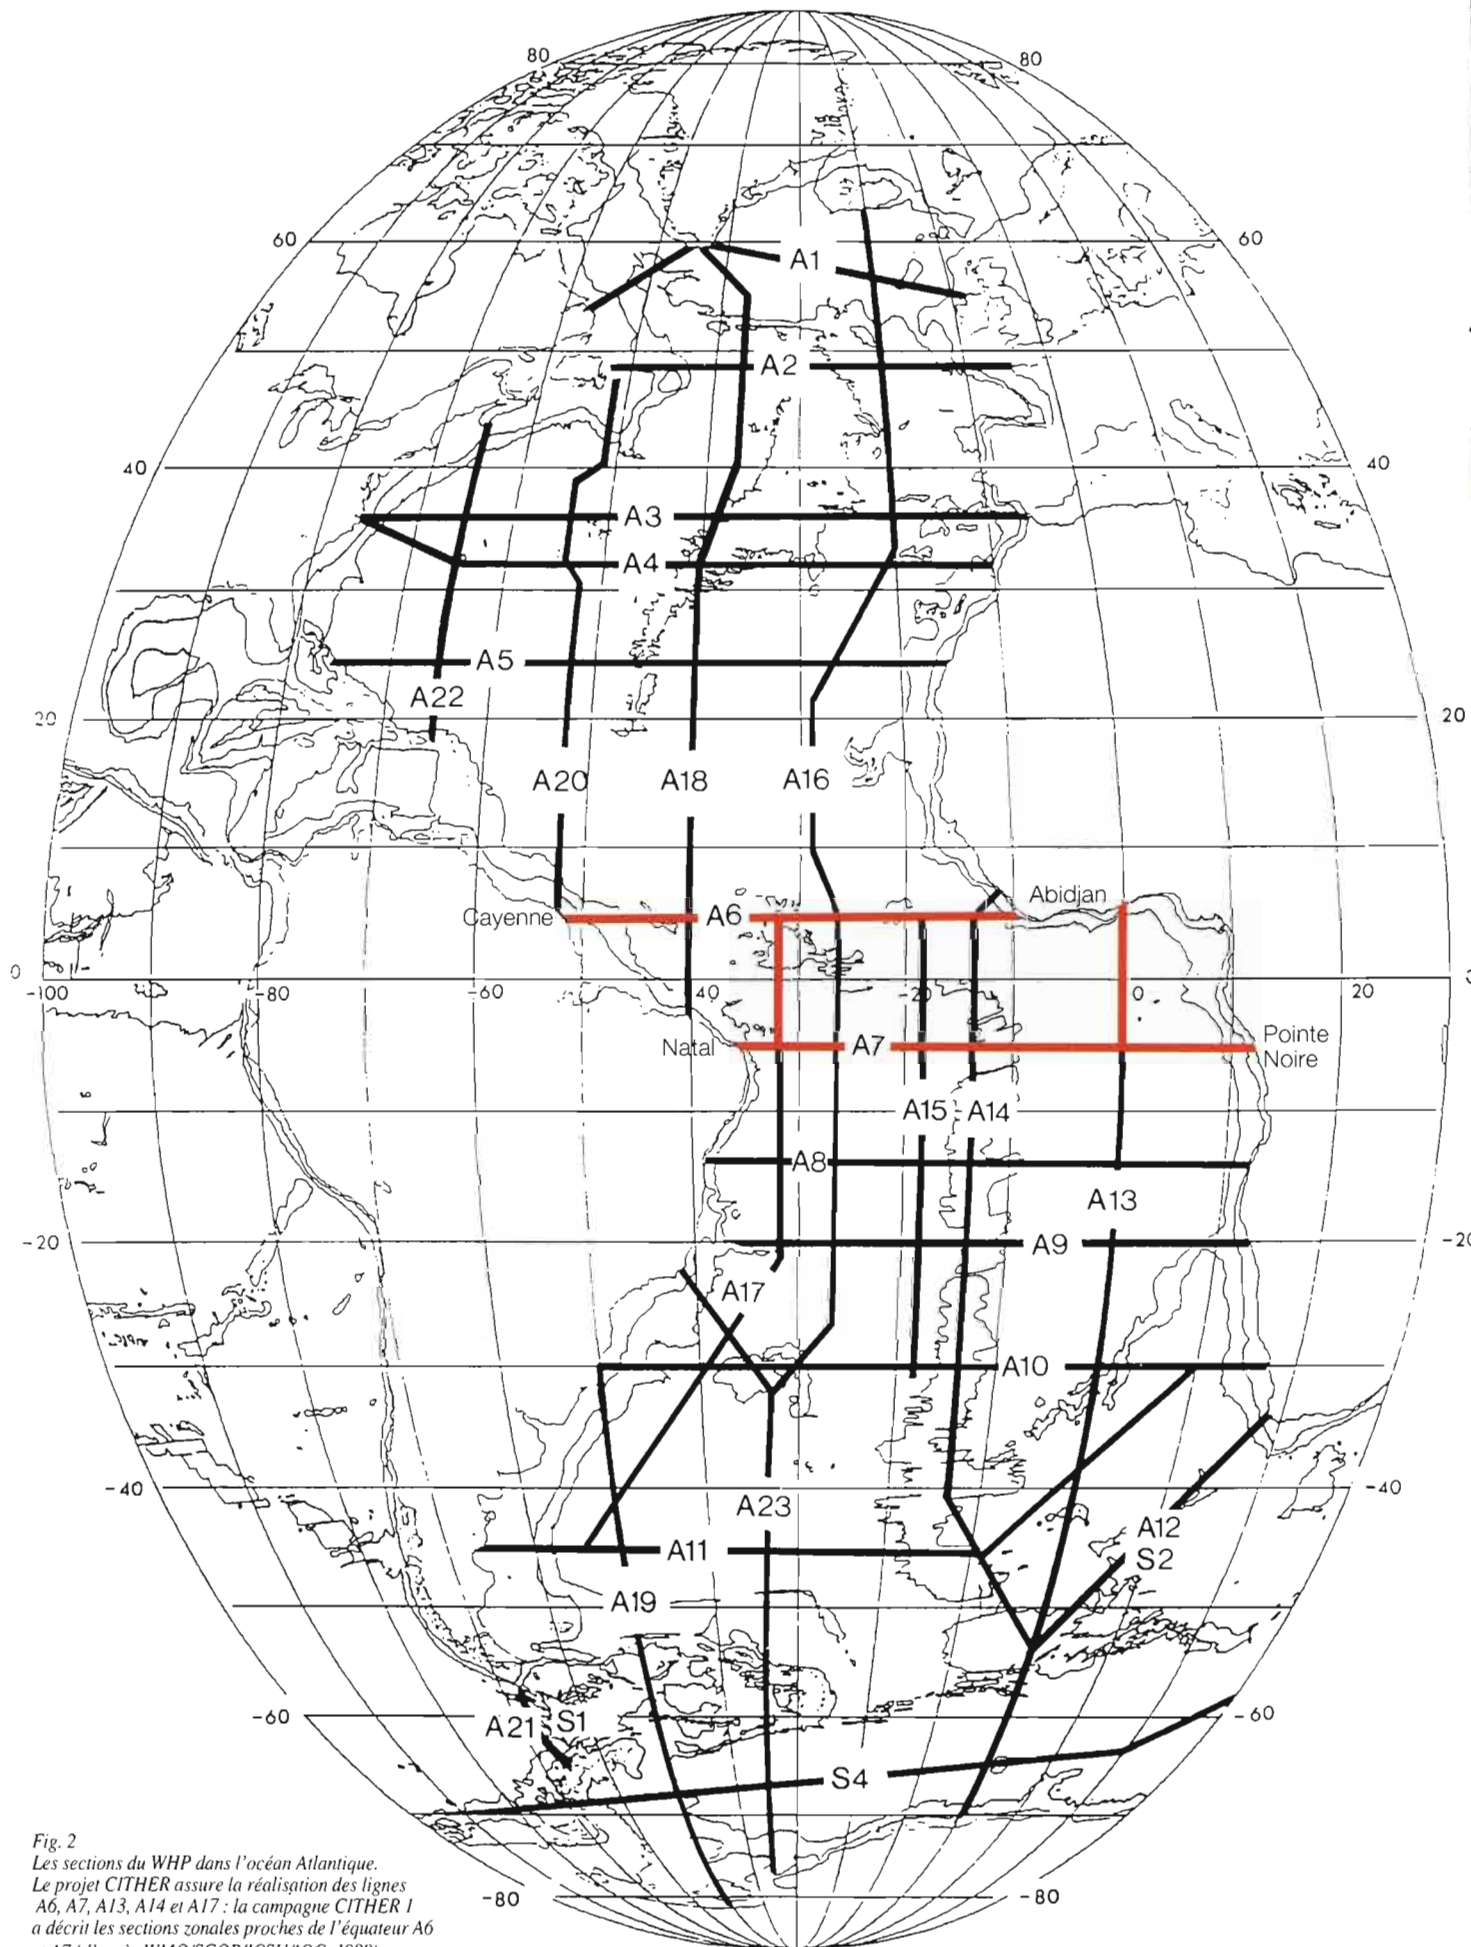 80
80
60
60
A1
A2
40
40
A3
A4
A5
A22
20
20
A20
A18
A16
Cayenne
A6
Abidjan
0
-100
-80
-60
40
-20
0
20
Natal
A7
Pointe
Noire
A15
A14
A8
A13
-20
A9
-20
A17
A10
-40
-40
A23
A12
S2
A11
A19
-60
A21
S1
-60
S4
-80
-80
Fig. 2
Les sections du WHP dans l'océan Atlantique.
Le projet CITHER assure la réalisation des lignes
A6, A7, A13, A14 et A17 : la campagne CITHER 1
a décrit les sections zonales proches de l'équateur A6